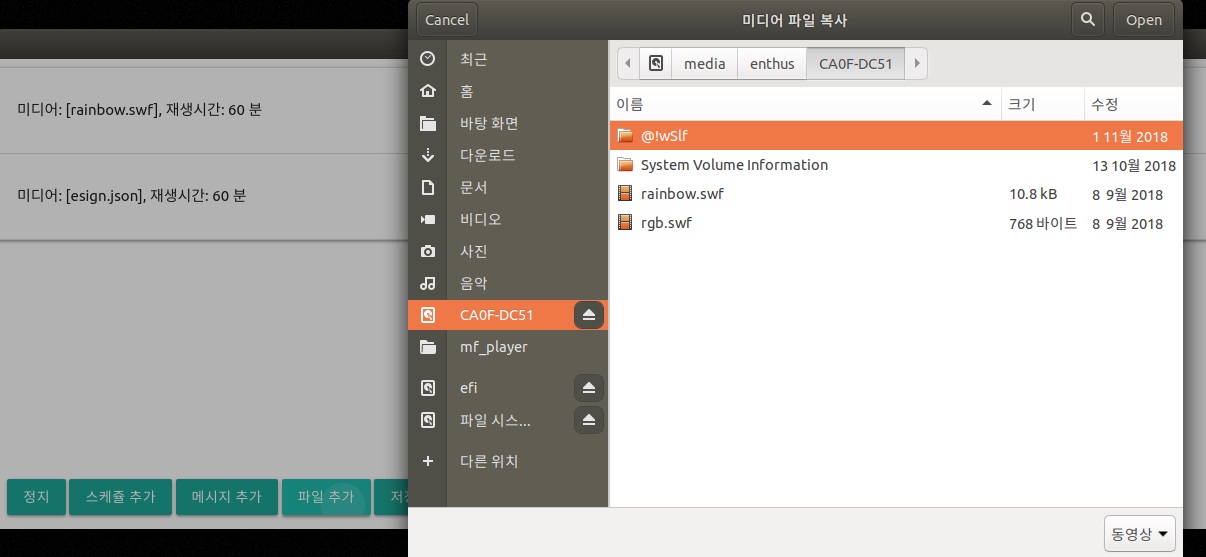 Cancel
미디어 파일 복사
Open
최근
홈
바탕 화면
다운로드
문서
비디오
사진
음악
CA0F-DC51
mf_player
efi
파일 시스...
다른 위치
media enthus CA0F-DC51
이름 크기 수정
@!wSlf 1 11월 2018
System Volume Information 13 10월 2018
rainbow.swf 10.8 kB 8 9월 2018
rgb.swf 768 바이트 8 9월 2018
동영상
미디어: [rainbow.swf], 재생시간: 60 분
미디어: [esign.json], 재생시간: 60 분
정지 스케쥴 추가 메시지 추가 파일 추가